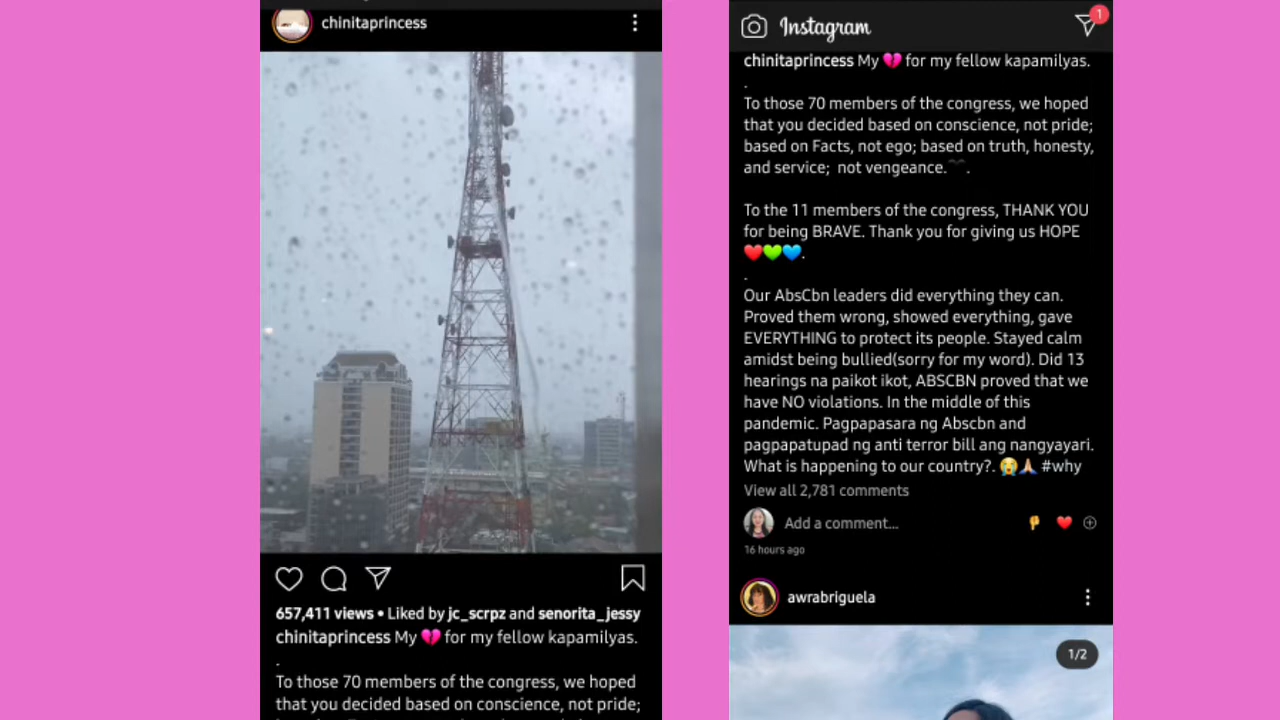 chinitaprincess
657,411 views • Liked by jc_scrpz and senorita_jessy
chinitaprincess My 💔 for my fellow kapamilyas.
.
To those 70 members of the congress, we hoped
that you decided based on conscience, not pride;
Instagram
1
chinitaprincess My 💔 for my fellow kapamilyas.
.
To those 70 members of the congress, we hoped
that you decided based on conscience, not pride;
based on Facts, not ego; based on truth, honesty,
and service;  not vengeance. .
To the 11 members of the congress, THANK YOU
for being BRAVE. Thank you for giving us HOPE
❤️💚💙.
.
Our AbsCbn leaders did everything they can.
Proved them wrong, showed everything, gave
EVERYTHING to protect its people. Stayed calm
amidst being bullied(sorry for my word). Did 13
hearings na paikot ikot, ABSCBN proved that we
have NO violations. In the middle of this
pandemic. Pagpapasara ng Abscbn and
pagpapatupad ng anti terror bill ang nangyayari.
What is happening to our country?. 😭🙏 #why
View all 2,781 comments
Add a comment...
16 hours ago
awrabriguela
1/2